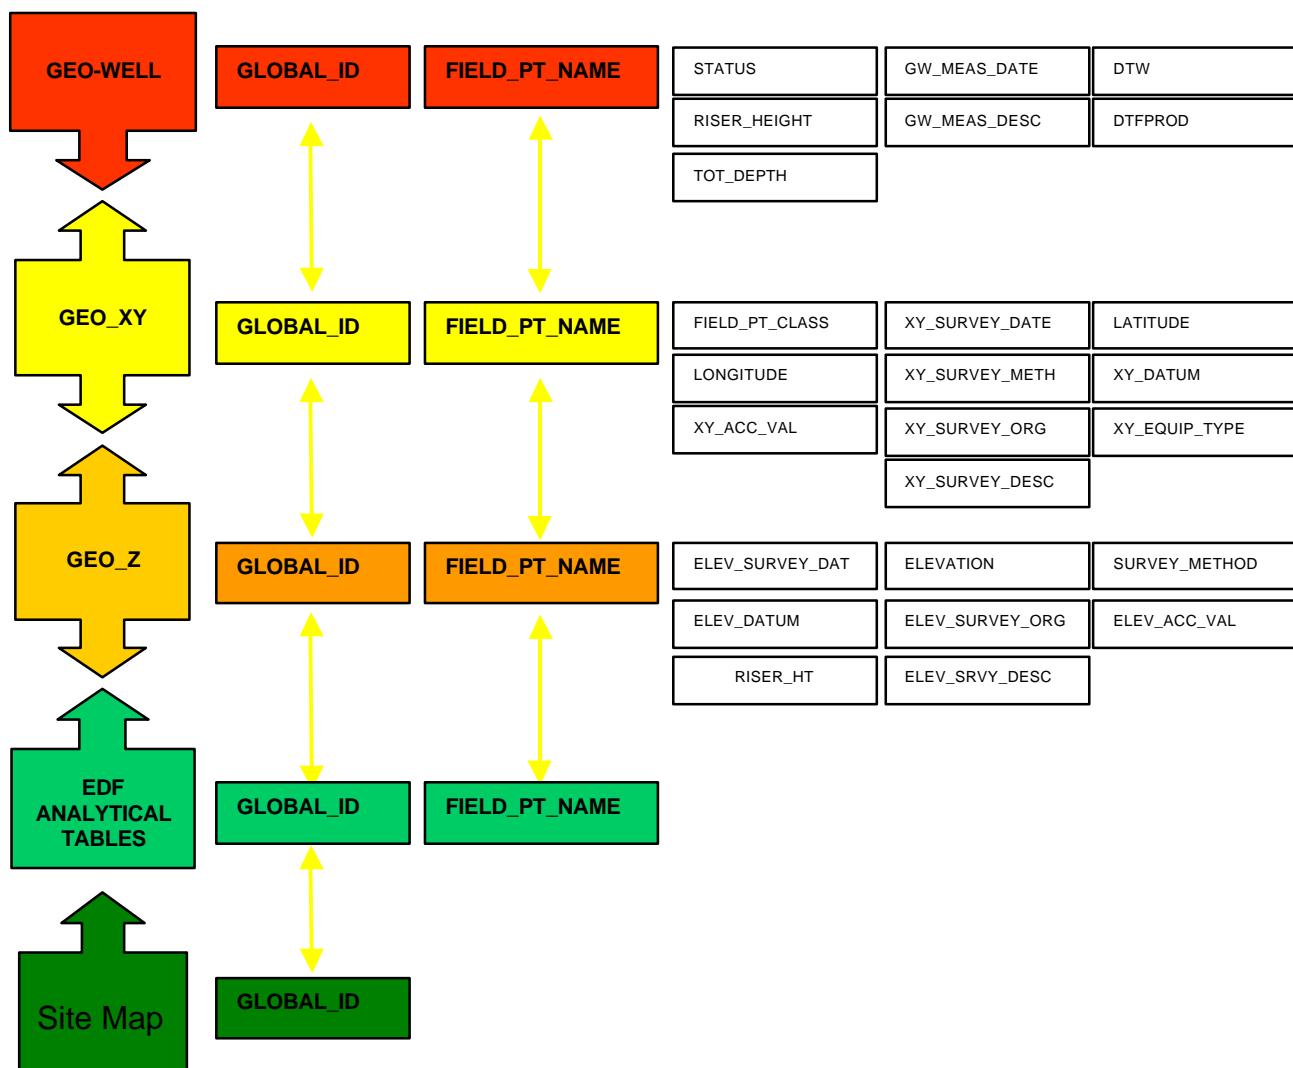 GEO-WELL
GLOBAL_ID
FIELD_PT_NAME
STATUS
GW_MEAS_DATE
DTW
RISER_HEIGHT
GW_MEAS_DESC
DTFPROD
TOT_DEPTH
GEO_XY
GLOBAL_ID
FIELD_PT_NAME
FIELD_PT_CLASS
XY_SURVEY_DATE
LATITUDE
LONGITUDE
XY_SURVEY_METH
XY_DATUM
XY_ACC_VAL
XY_SURVEY_ORG
XY_EQUIP_TYPE
XY_SURVEY_DESC
GEO_Z
GLOBAL_ID
FIELD_PT_NAME
ELEV_SURVEY_DAT
ELEVATION
SURVEY_METHOD
ELEV_DATUM
ELEV_SURVEY_ORG
ELEV_ACC_VAL
RISER_HT
ELEV_SRVY_DESC
EDF
ANALYTICAL
TABLES
GLOBAL_ID
FIELD_PT_NAME
Site Map
GLOBAL_ID